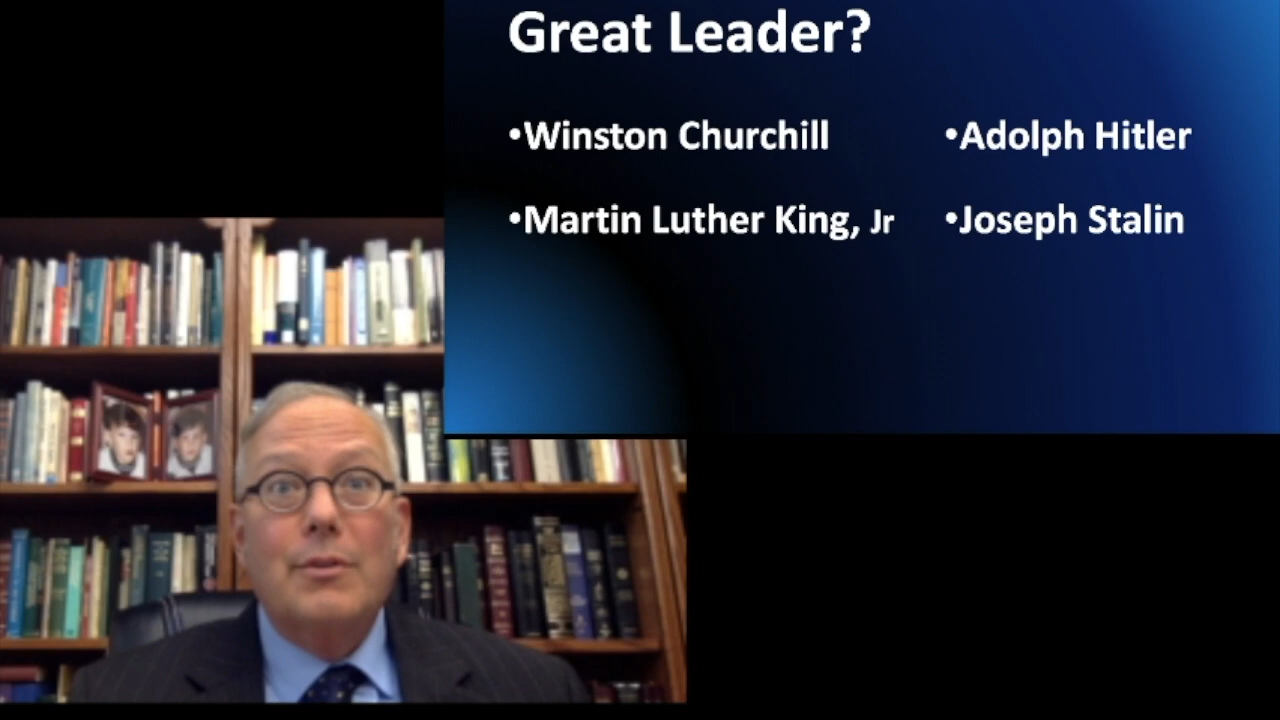 Great Leader?
•Winston Churchill
•Martin Luther King, Jr
•Adolph Hitler
•Joseph Stalin